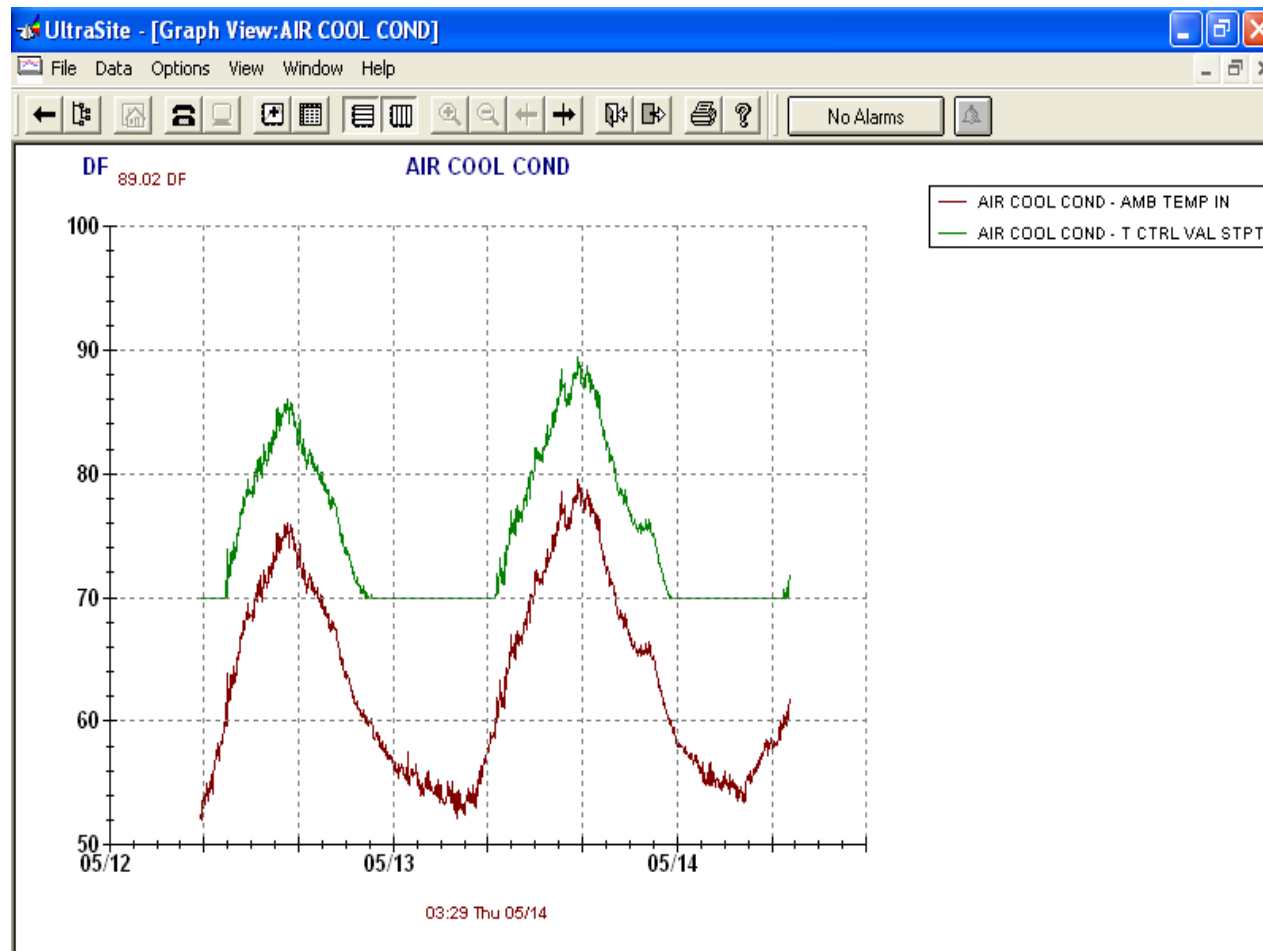 UltraSite - [Graph View:AIR COOL COND]
File Data Options View Window Help
No Alarms
DF 89.02 DF AIR COOL COND
AIR COOL COND - AMB TEMP IN
AIR COOL COND - T CTRL VAL STPT
100
90
80
70
60
50
05/12 05/13 05/14
03:29 Thu 05/14